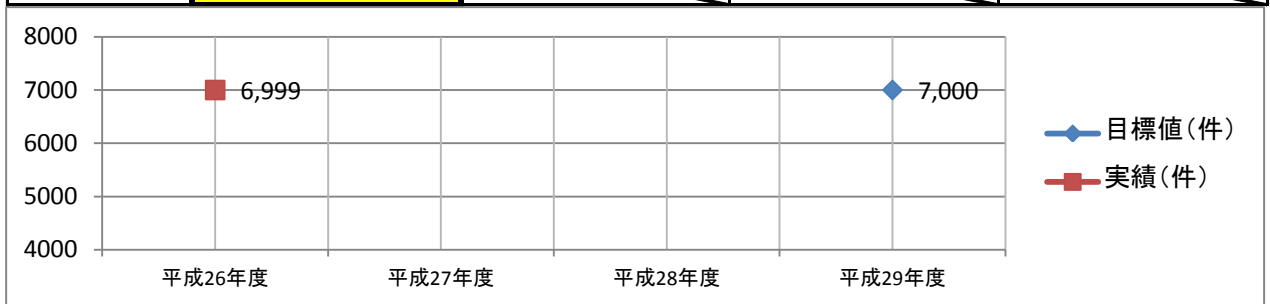 8000
7000
6000
5000
4000
6,999
7,000
平成26年度
平成27年度
平成28年度
平成29年度
目標値(件)
実績(件)